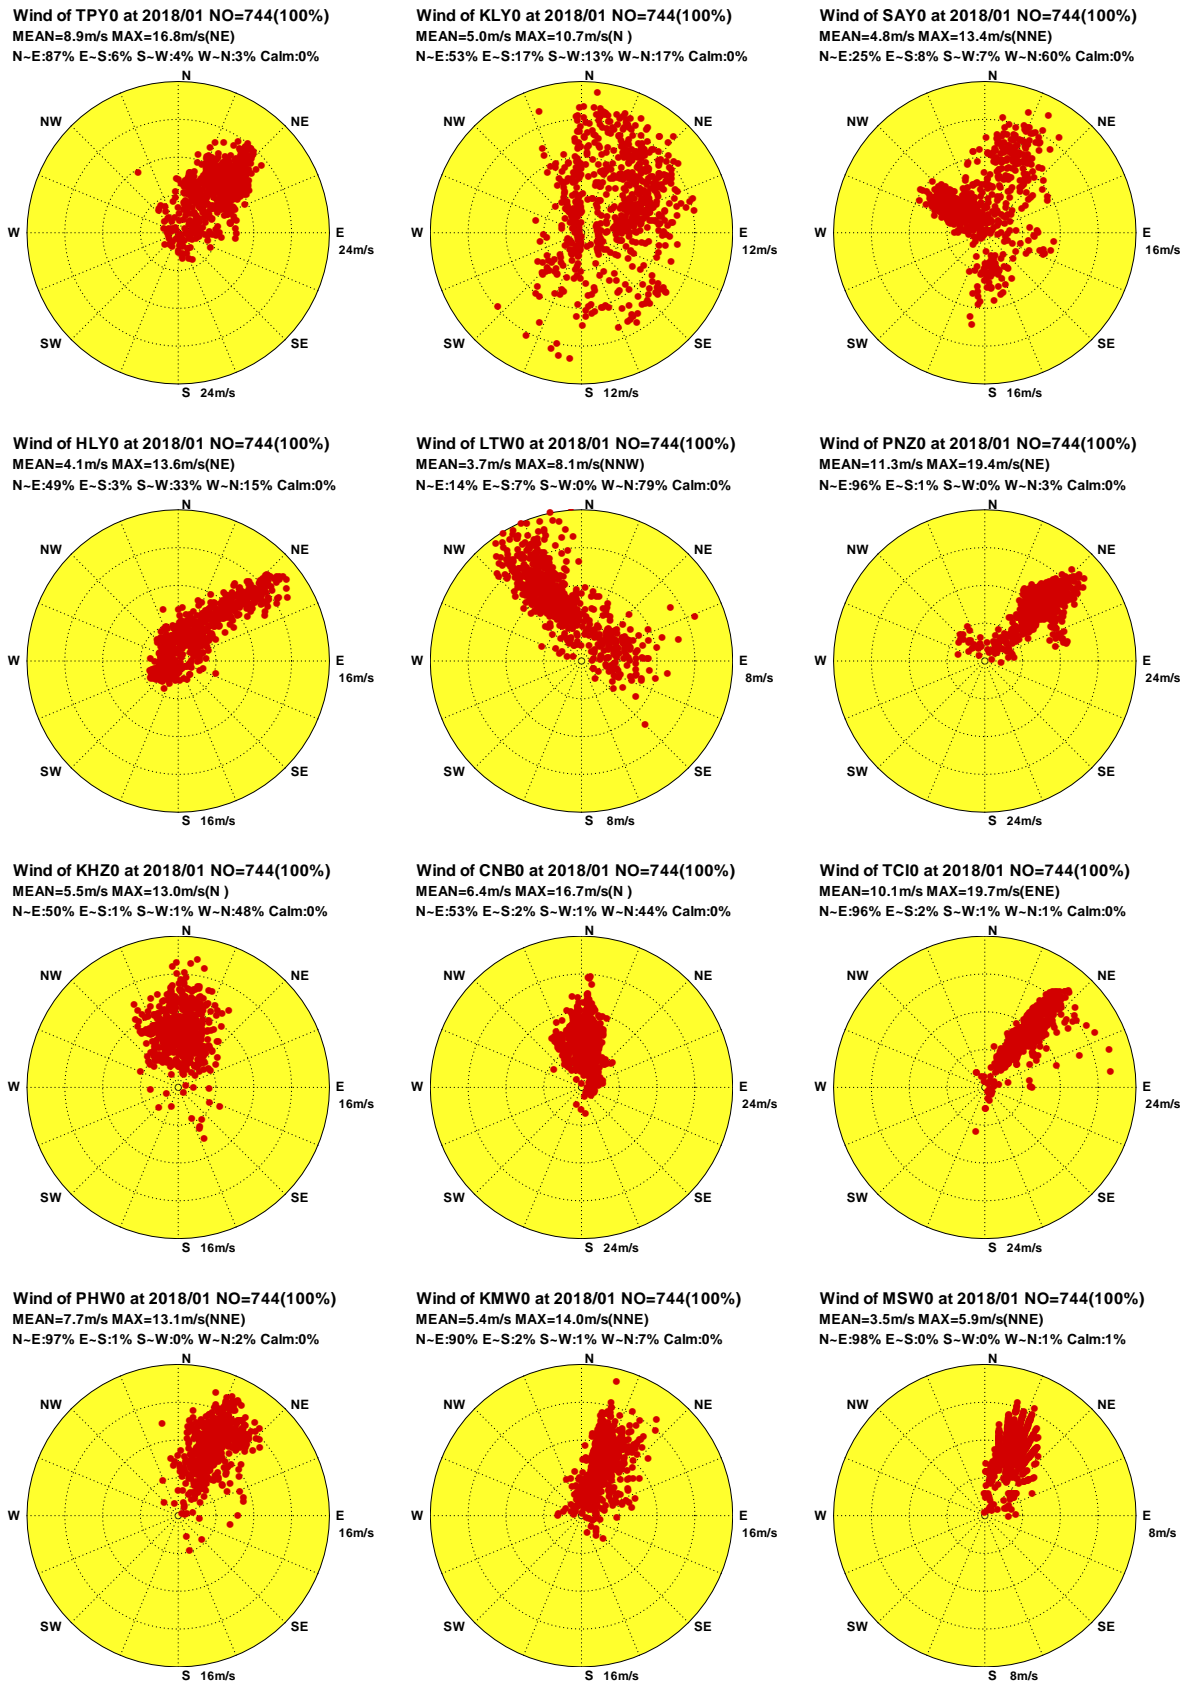 Wind of TPY0 at 2018/01 NO=744(100%)
MEAN=8.9m/s MAX=16.8m/s(NE)
N~E:87% E~S:6% S~W:4% W~N:3% Calm:0%
N
NW
NE
W
E
24m/s
SW
SE
S 24m/s
Wind of KLY0 at 2018/01 NO=744(100%)
MEAN=5.0m/s MAX=10.7m/s(N )
N~E:53% E~S:17% S~W:13% W~N:17% Calm:0%
N
NW
NE
W
E
12m/s
SW
SE
S 12m/s
Wind of SAY0 at 2018/01 NO=744(100%)
MEAN=4.8m/s MAX=13.4m/s(NNE)
N~E:25% E~S:8% S~W:7% W~N:60% Calm:0%
N
NW
NE
W
E
16m/s
SW
SE
S 16m/s
Wind of HLY0 at 2018/01 NO=744(100%)
MEAN=4.1m/s MAX=13.6m/s(NE)
N~E:49% E~S:3% S~W:33% W~N:15% Calm:0%
N
NW
NE
W
E
16m/s
SW
SE
S 16m/s
Wind of LTW0 at 2018/01 NO=744(100%)
MEAN=3.7m/s MAX=8.1m/s(NNW)
N~E:14% E~S:7% S~W:0% W~N:79% Calm:0%
N
NW
NE
W
E
8m/s
SW
SE
S 8m/s
Wind of PNZ0 at 2018/01 NO=744(100%)
MEAN=11.3m/s MAX=19.4m/s(NE)
N~E:96% E~S:1% S~W:0% W~N:3% Calm:0%
N
NW
NE
W
E
24m/s
SW
SE
S 24m/s
Wind of KHZ0 at 2018/01 NO=744(100%)
MEAN=5.5m/s MAX=13.0m/s(N )
N~E:50% E~S:1% S~W:1% W~N:48% Calm:0%
N
NW
NE
W
E
16m/s
SW
SE
S 16m/s
Wind of CNB0 at 2018/01 NO=744(100%)
MEAN=6.4m/s MAX=16.7m/s(N )
N~E:53% E~S:2% S~W:1% W~N:44% Calm:0%
N
NW
NE
W
E
24m/s
SW
SE
S 24m/s
Wind of TCI0 at 2018/01 NO=744(100%)
MEAN=10.1m/s MAX=19.7m/s(ENE)
N~E:96% E~S:2% S~W:1% W~N:1% Calm:0%
N
NW
NE
W
E
24m/s
SW
SE
S 24m/s
Wind of PHW0 at 2018/01 NO=744(100%)
MEAN=7.7m/s MAX=13.1m/s(NNE)
N~E:97% E~S:1% S~W:0% W~N:2% Calm:0%
N
NW
NE
W
E
16m/s
SW
SE
S 16m/s
Wind of KMW0 at 2018/01 NO=744(100%)
MEAN=5.4m/s MAX=14.0m/s(NNE)
N~E:90% E~S:2% S~W:1% W~N:7% Calm:0%
N
NW
NE
W
E
16m/s
SW
SE
S 16m/s
Wind of MSW0 at 2018/01 NO=744(100%)
MEAN=3.5m/s MAX=5.9m/s(NNE)
N~E:98% E~S:0% S~W:0% W~N:1% Calm:1%
N
NW
NE
W
E
8m/s
SW
SE
S 8m/s